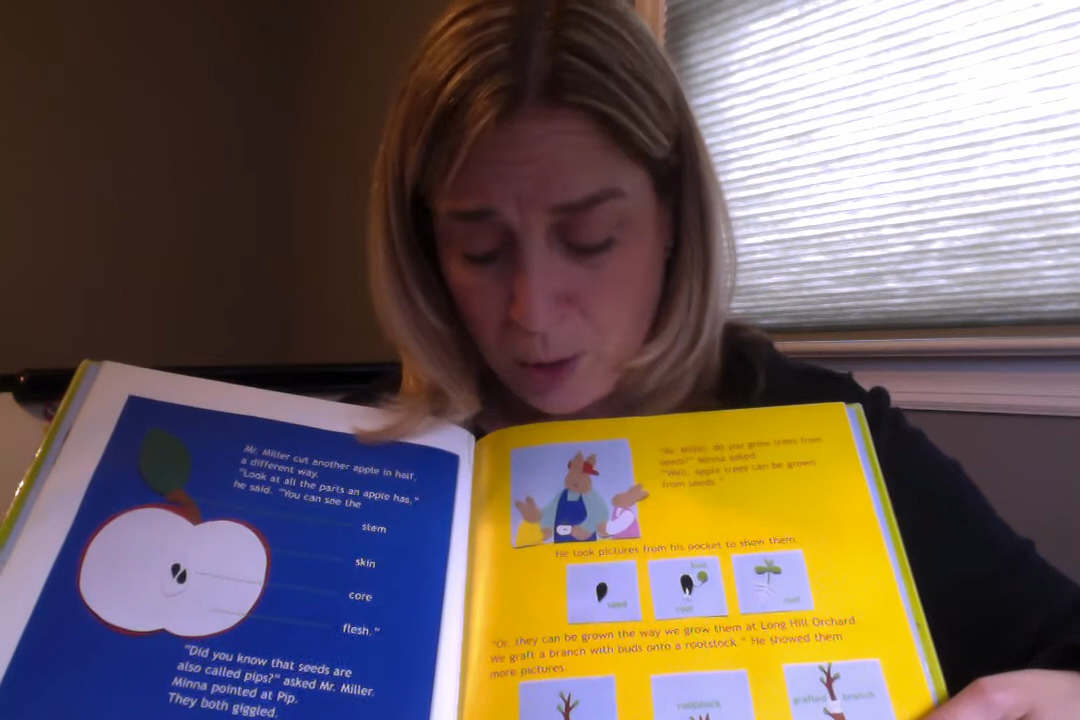 Mr. Miller cut another apple in half,
a different way.
"Look at all the parts an apple has,"
he said. "You can see the
stem
skin
core
flesh."
"Did you know that seeds are
also called pips?" asked Mr. Miller.
Minna pointed at Pip.
They both giggled.
"Mr. Miller, do you grow trees from
seeds?" Minna asked.
"Well, apple trees can be grown
from seeds."
He took pictures from his pocket to show them.
seed
bud
root
root
"Or, they can be grown the way we grow them at Long Hill Orchard.
We graft a branch with buds onto a rootstock." He showed them
more pictures.
rootstock
grafted branch